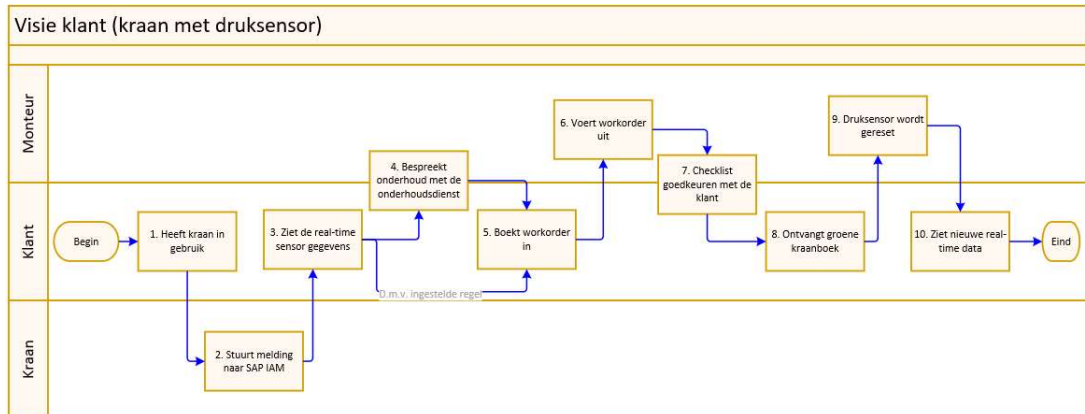 Visie klant (kraan met druksensor)
Monteur
6. Voert workorder
uit
9. Druksensor wordt
gereset
4. Bespreekt
onderhoud met de
onderhoudsdienst
7. Checklist
goedkeuren met de
klant
Klant
Begin
1. Heeft kraan in
gebruik
3. Ziet de real-time
sensor gegevens
5. Boekt workorder
in
8. Ontvangt groene
kraanboek
10. Ziet nieuwe real-
time data
Eind
D.m.v. ingestelde regel
Kraan
2. Stuurt melding
naar SAP IAM